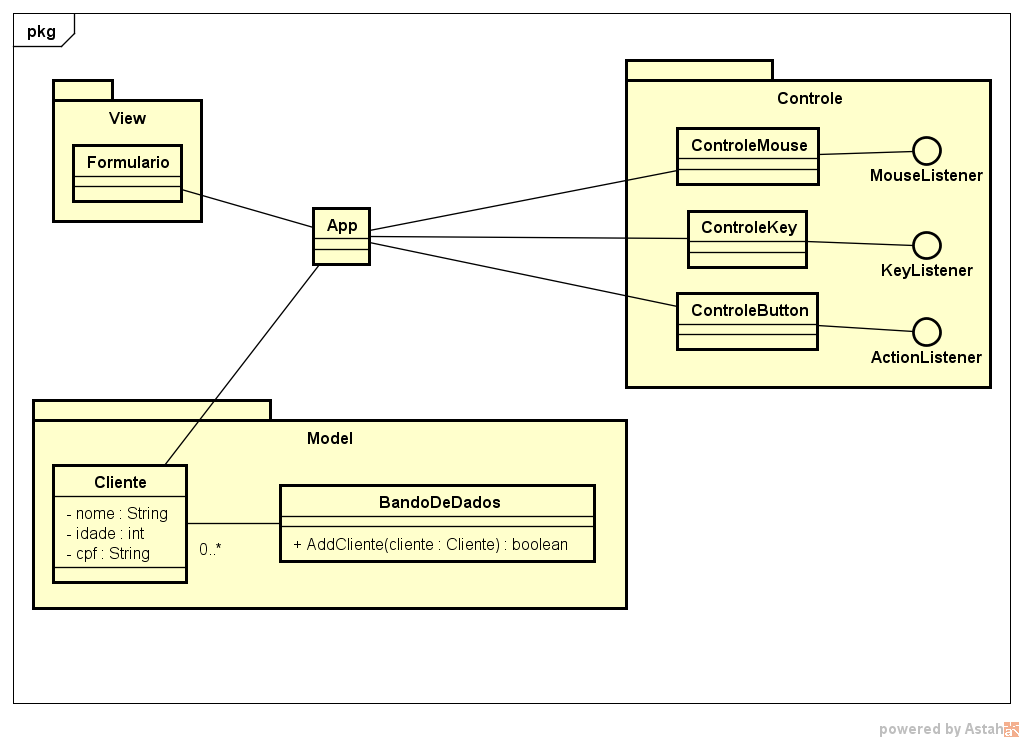 pkg
View
Formulario
App
Controle
ControleMouse
MouseListener
ControleKey
KeyListener
ControleButton
ActionListener
Model
Cliente
- nome : String
- idade : int
- cpf : String
0..*
BandoDeDados
+ AddCliente(cliente : Cliente) : boolean
powered by Astah